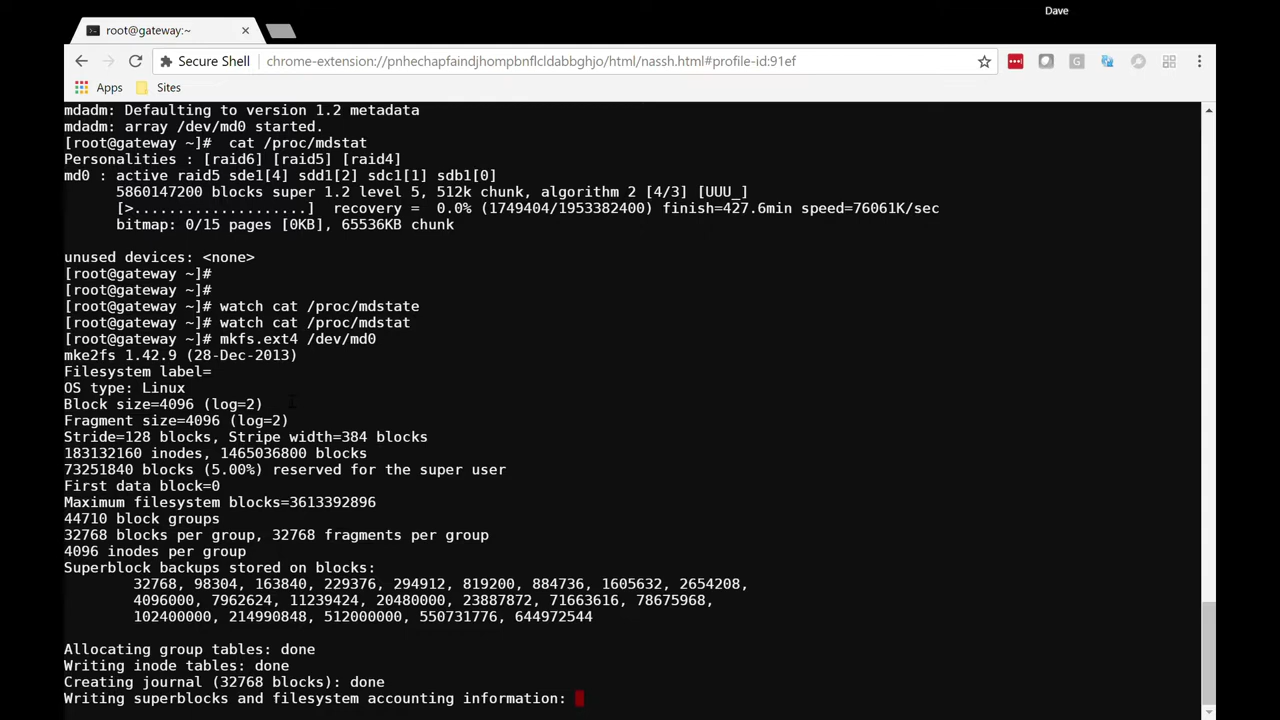 Dave
root@gateway:~
Secure Shell chrome-extension://pnhechapfaindjhompbnflcldabbghjo/html/nassh.html#profile-id:91ef
Apps Sites
mdadm: Defaulting to version 1.2 metadata
mdadm: array /dev/md0 started.
[root@gateway ~]#  cat /proc/mdstat
Personalities : [raid6] [raid5] [raid4]
md0 : active raid5 sde1[4] sdd1[2] sdc1[1] sdb1[0]
      5860147200 blocks super 1.2 level 5, 512k chunk, algorithm 2 [4/3] [UUU_]
      [>....................]  recovery =  0.0% (1749404/1953382400) finish=427.6min speed=76061K/sec
      bitmap: 0/15 pages [0KB], 65536KB chunk
unused devices: <none>
[root@gateway ~]#
[root@gateway ~]#
[root@gateway ~]# watch cat /proc/mdstate
[root@gateway ~]# watch cat /proc/mdstat
[root@gateway ~]# mkfs.ext4 /dev/md0
mke2fs 1.42.9 (28-Dec-2013)
Filesystem label=
OS type: Linux
Block size=4096 (log=2)
Fragment size=4096 (log=2)
Stride=128 blocks, Stripe width=384 blocks
183132160 inodes, 1465036800 blocks
73251840 blocks (5.00%) reserved for the super user
First data block=0
Maximum filesystem blocks=3613392896
44710 block groups
32768 blocks per group, 32768 fragments per group
4096 inodes per group
Superblock backups stored on blocks:
        32768, 98304, 163840, 229376, 294912, 819200, 884736, 1605632, 2654208,
        4096000, 7962624, 11239424, 20480000, 23887872, 71663616, 78675968,
        102400000, 214990848, 512000000, 550731776, 644972544
Allocating group tables: done
Writing inode tables: done
Creating journal (32768 blocks): done
Writing superblocks and filesystem accounting information: